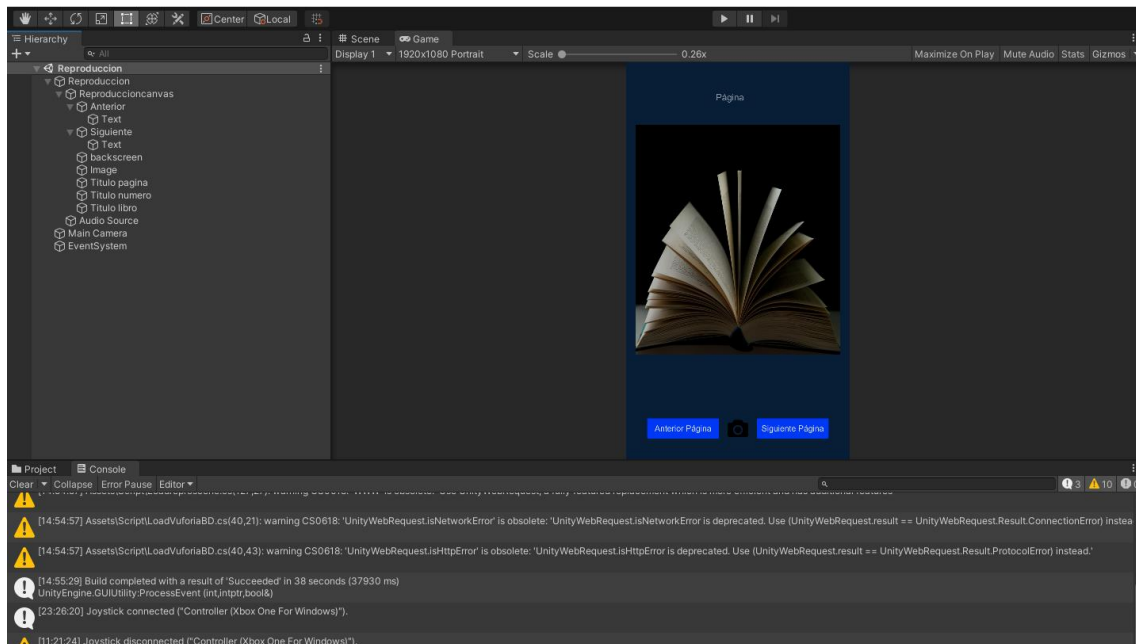 Center Local
Hierarchy
All
Scene Game
Display 1 1920x1080 Portrait Scale 0.26x Maximize On Play Mute Audio Stats Gizmos
Reproduccion
Reproduccion
Reproduccioncanvas
Anterior
Text
Siguiente
Text
backscreen
Image
Titulo pagina
Titulo numero
Titulo libro
Audio Source
Main Camera
EventSystem
Página
Anterior Página Siguiente Página
Project Console
Clear Collapse Error Pause Editor 3 10
[14:54:57] Assets\Script\LoadVuforiaBD.cs(40,21): warning CS0618: 'UnityWebRequest.isNetworkError' is obsolete: 'UnityWebRequest.isNetworkError is deprecated. Use (UnityWebRequest.result == UnityWebRequest.Result.ConnectionError) instea
[14:54:57] Assets\Script\LoadVuforiaBD.cs(40,43): warning CS0618: 'UnityWebRequest.isHttpError' is obsolete: 'UnityWebRequest.isHttpError is deprecated. Use (UnityWebRequest.result == UnityWebRequest.Result.ProtocolError) instead.'
[14:55:29] Build completed with a result of 'Succeeded' in 38 seconds (37930 ms)
UnityEngine.GUIUtility:ProcessEvent (int,intptr,bool&)
[23:26:20] Joystick connected ("Controller (Xbox One For Windows)").
[11:21:24] Joystick disconnected ("Controller (Xbox One For Windows)").